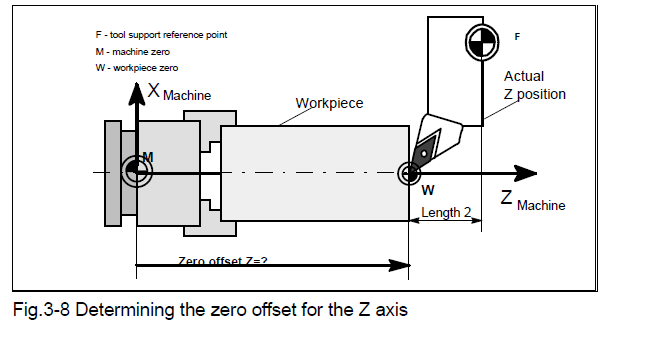 F - tool support reference point
M - machine zero
W - workpiece zero
F
Actual
Z position
X Machine
Workpiece
M
W
Z Machine
Length 2
Zero offset Z=?
Fig.3-8 Determining the zero offset for the Z axis